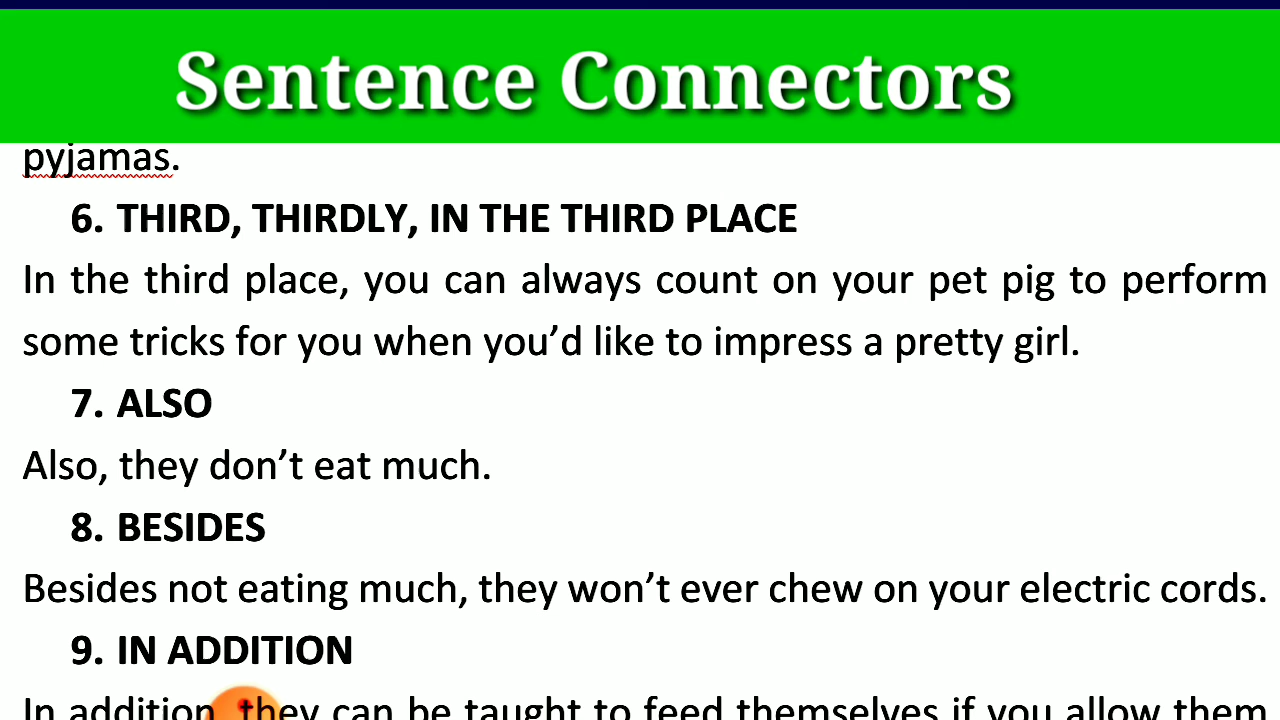 Sentence Connectors
pyjamas.
6. THIRD, THIRDLY, IN THE THIRD PLACE
In the third place, you can always count on your pet pig to perform
some tricks for you when you’d like to impress a pretty girl.
7. ALSO
Also, they don’t eat much.
8. BESIDES
Besides not eating much, they won’t ever chew on your electric cords.
9. IN ADDITION
In addition, they can be taught to feed themselves if you allow them